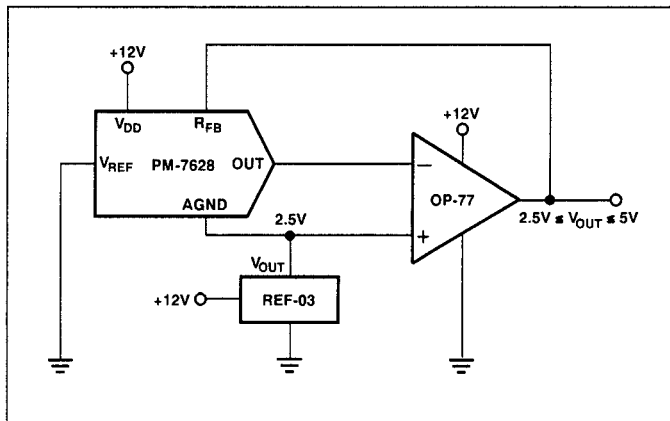 +12V
V_DD
R_FB
+12V
V_REF
PM-7628
OUT
−
OP-77
AGND
2.5V
+
2.5V ≤ V_OUT ≤ 5V
V_OUT
+12V
REF-03